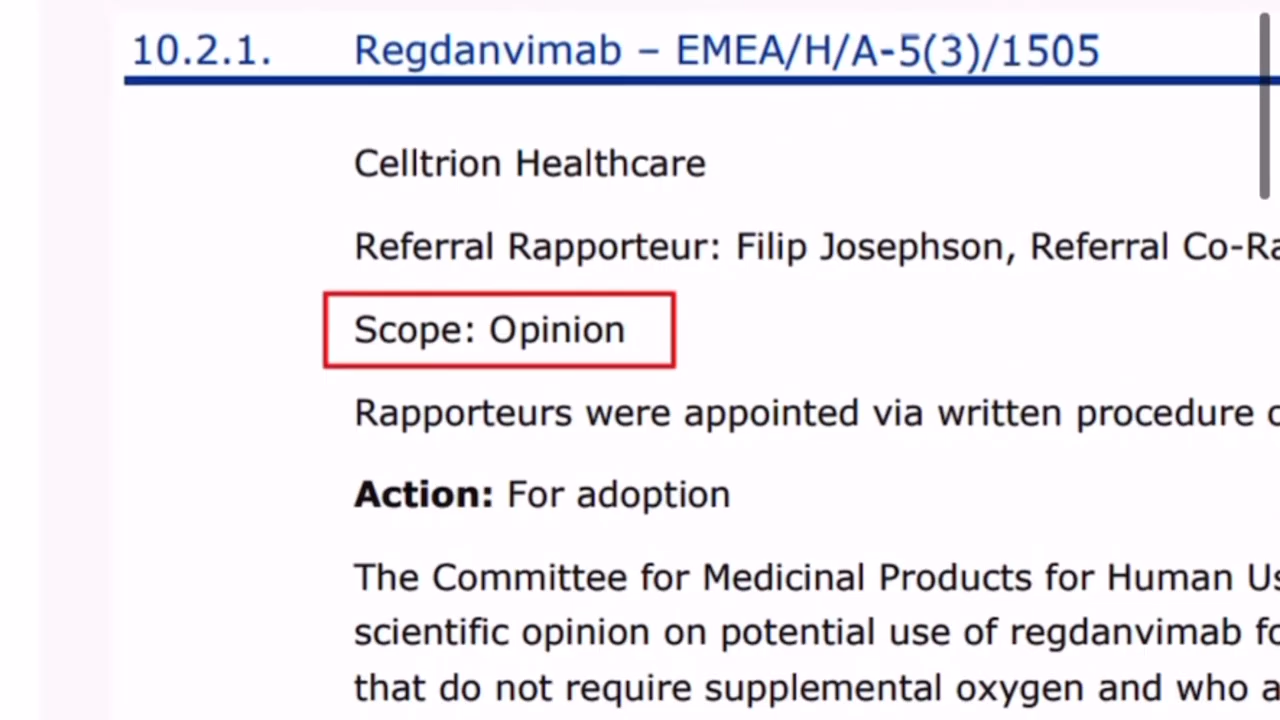 10.2.1. Regdanvimab – EMEA/H/A-5(3)/1505
Celltrion Healthcare
Referral Rapporteur: Filip Josephson, Referral
Scope: Opinion
Rapporteurs were appointed via written procedure
Action: For adoption
The Committee for Medicinal Products for Human
scientific opinion on potential use of regdanvimab
that do not require supplemental oxygen and who